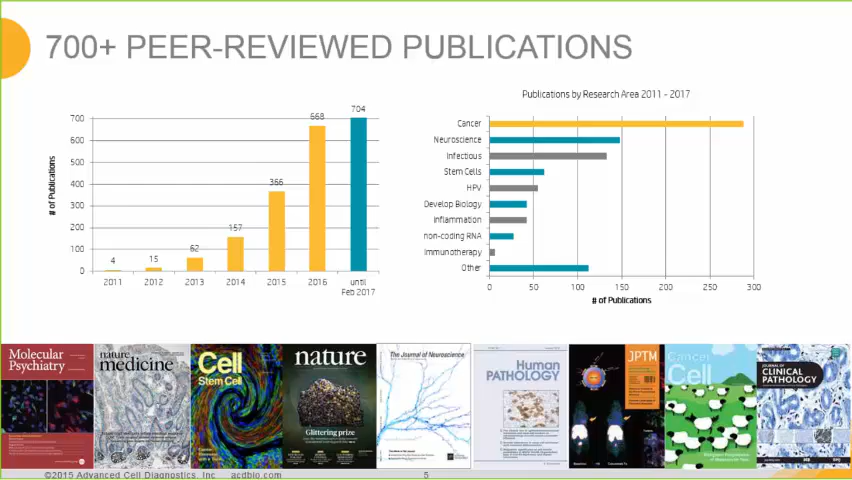 700+ PEER-REVIEWED PUBLICATIONS
# of Publications
700
600
500
400
300
200
100
0
4
15
62
157
366
668
704
2011
2012
2013
2014
2015
2016
until
Feb 2017
Publications by Research Area 2011 - 2017
Cancer
Neuroscience
Infectious
Stem Cells
HPV
Develop Biology
Inflammation
non-coding RNA
Immunotherapy
Other
0
50
100
150
200
250
300
# of Publications
Molecular
Psychiatry
nature
medicine
Cell
Stem Cell
nature
Glittering prize
The Journal of Neuroscience
Human
PATHOLOGY
JPTM
Cancer
Cell
JOURNAL OF
CLINICAL
PATHOLOGY
©2015 Advanced Cell Diagnostics, Inc
acdbio.com
5